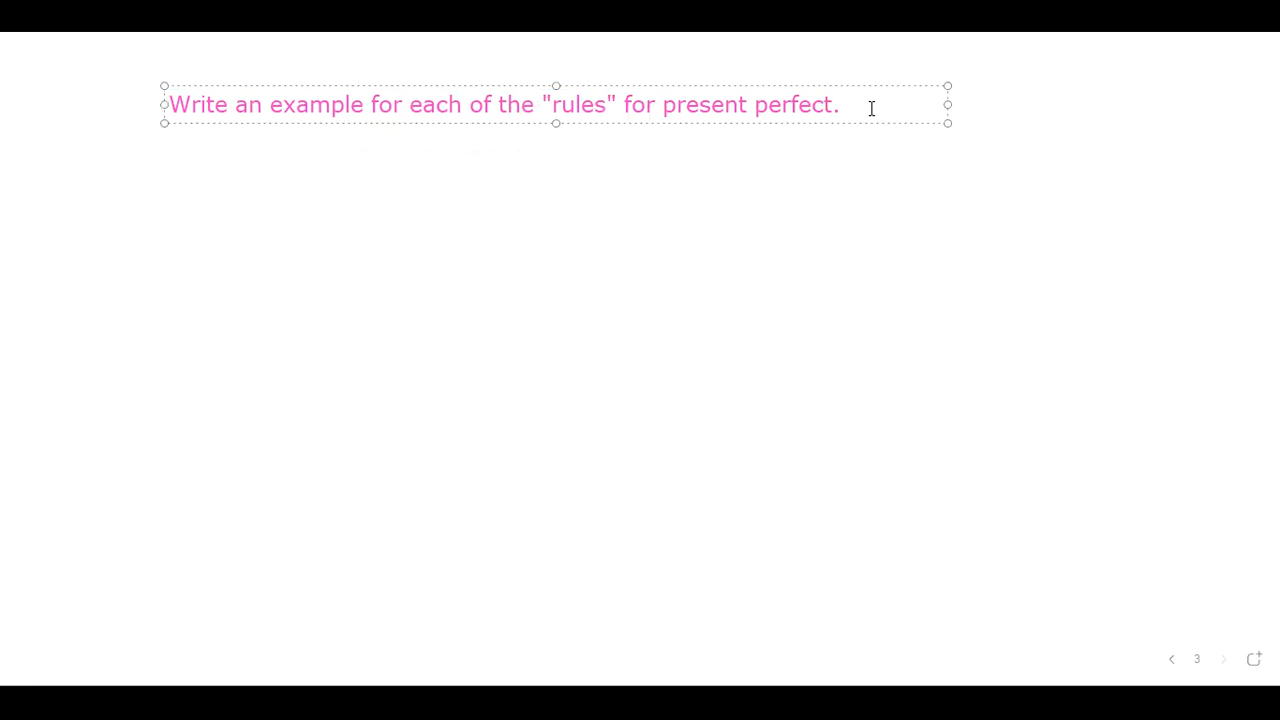 Write an example for each of the "rules" for present perfect.
3